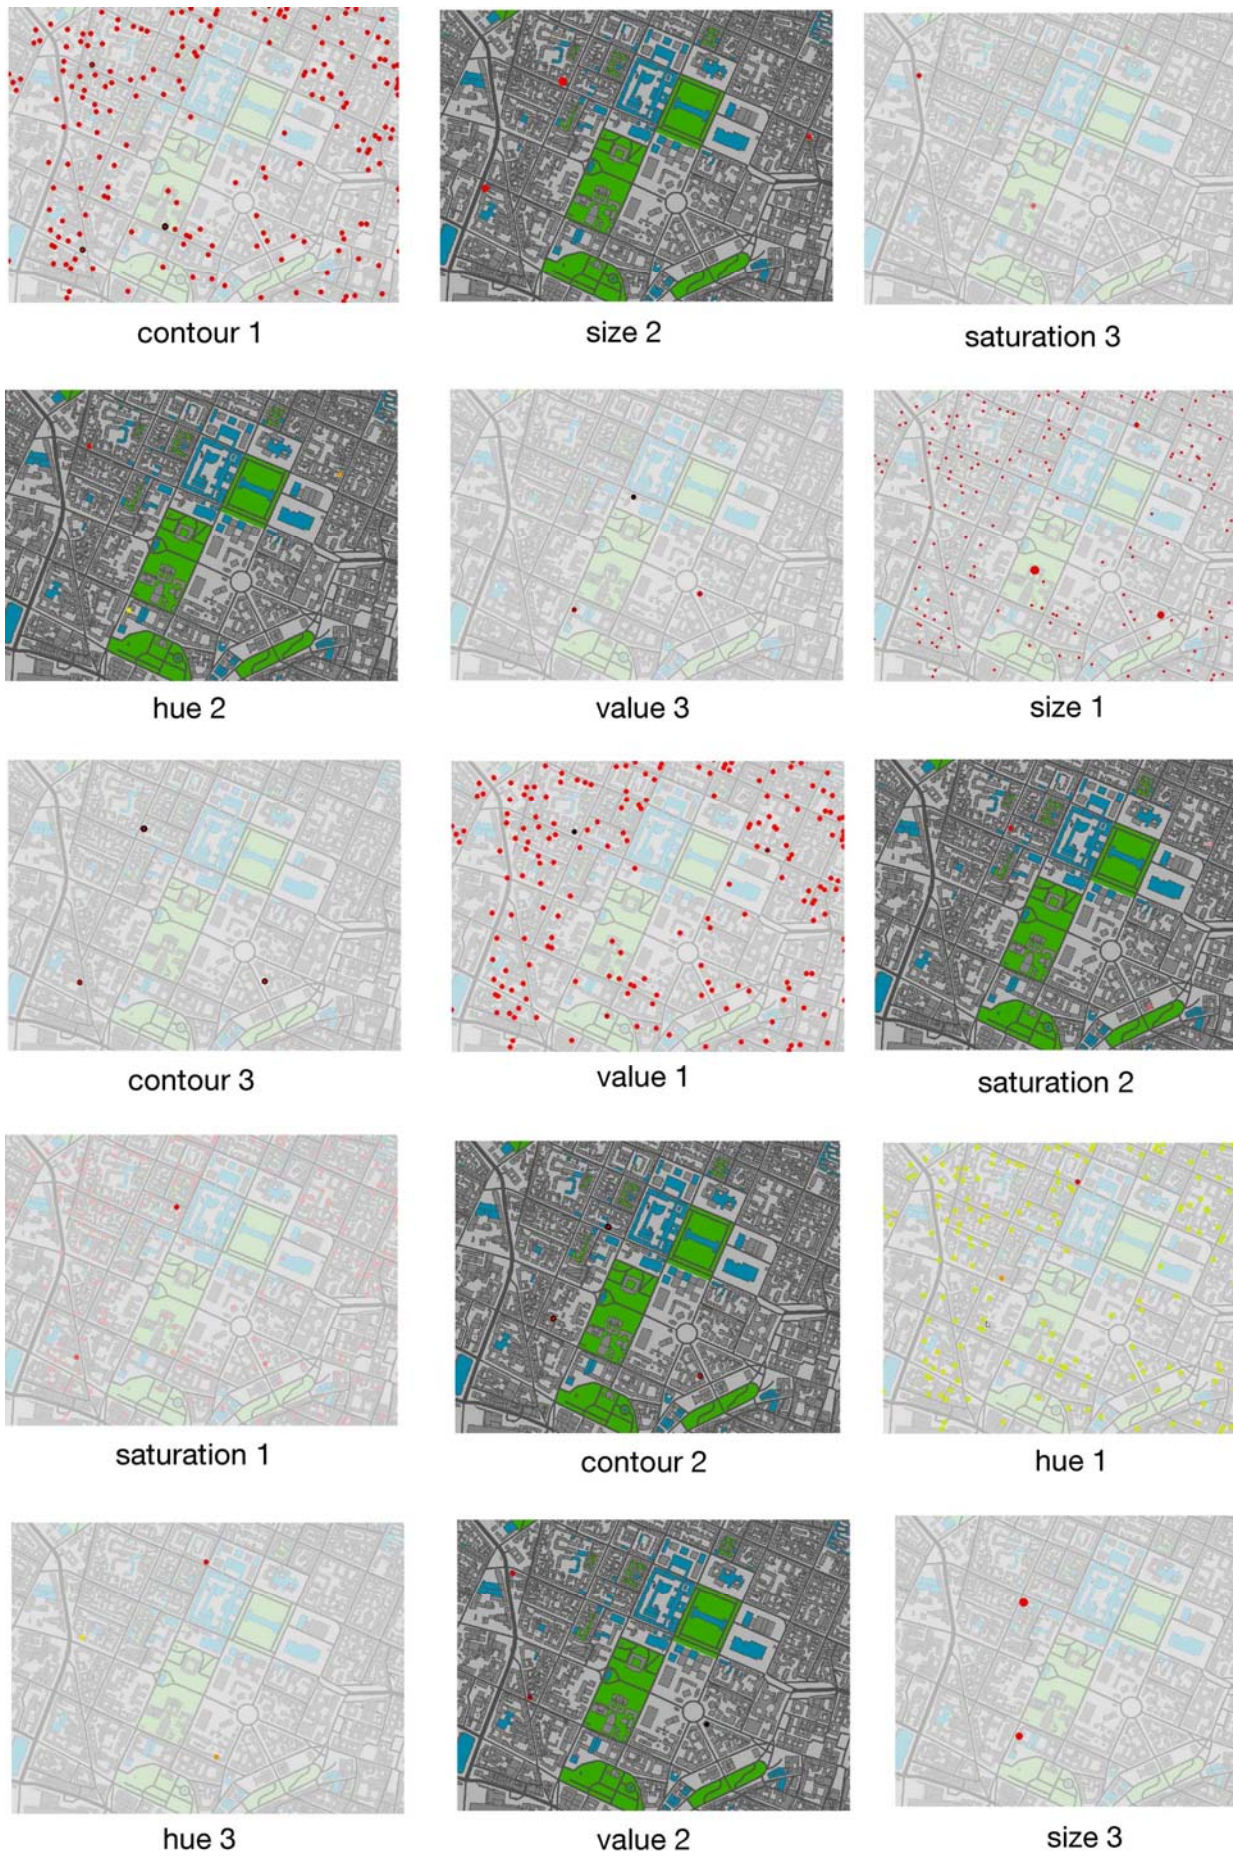 contour 1
size 2
saturation 3
hue 2
value 3
size 1
contour 3
value 1
saturation 2
saturation 1
contour 2
hue 1
hue 3
value 2
size 3